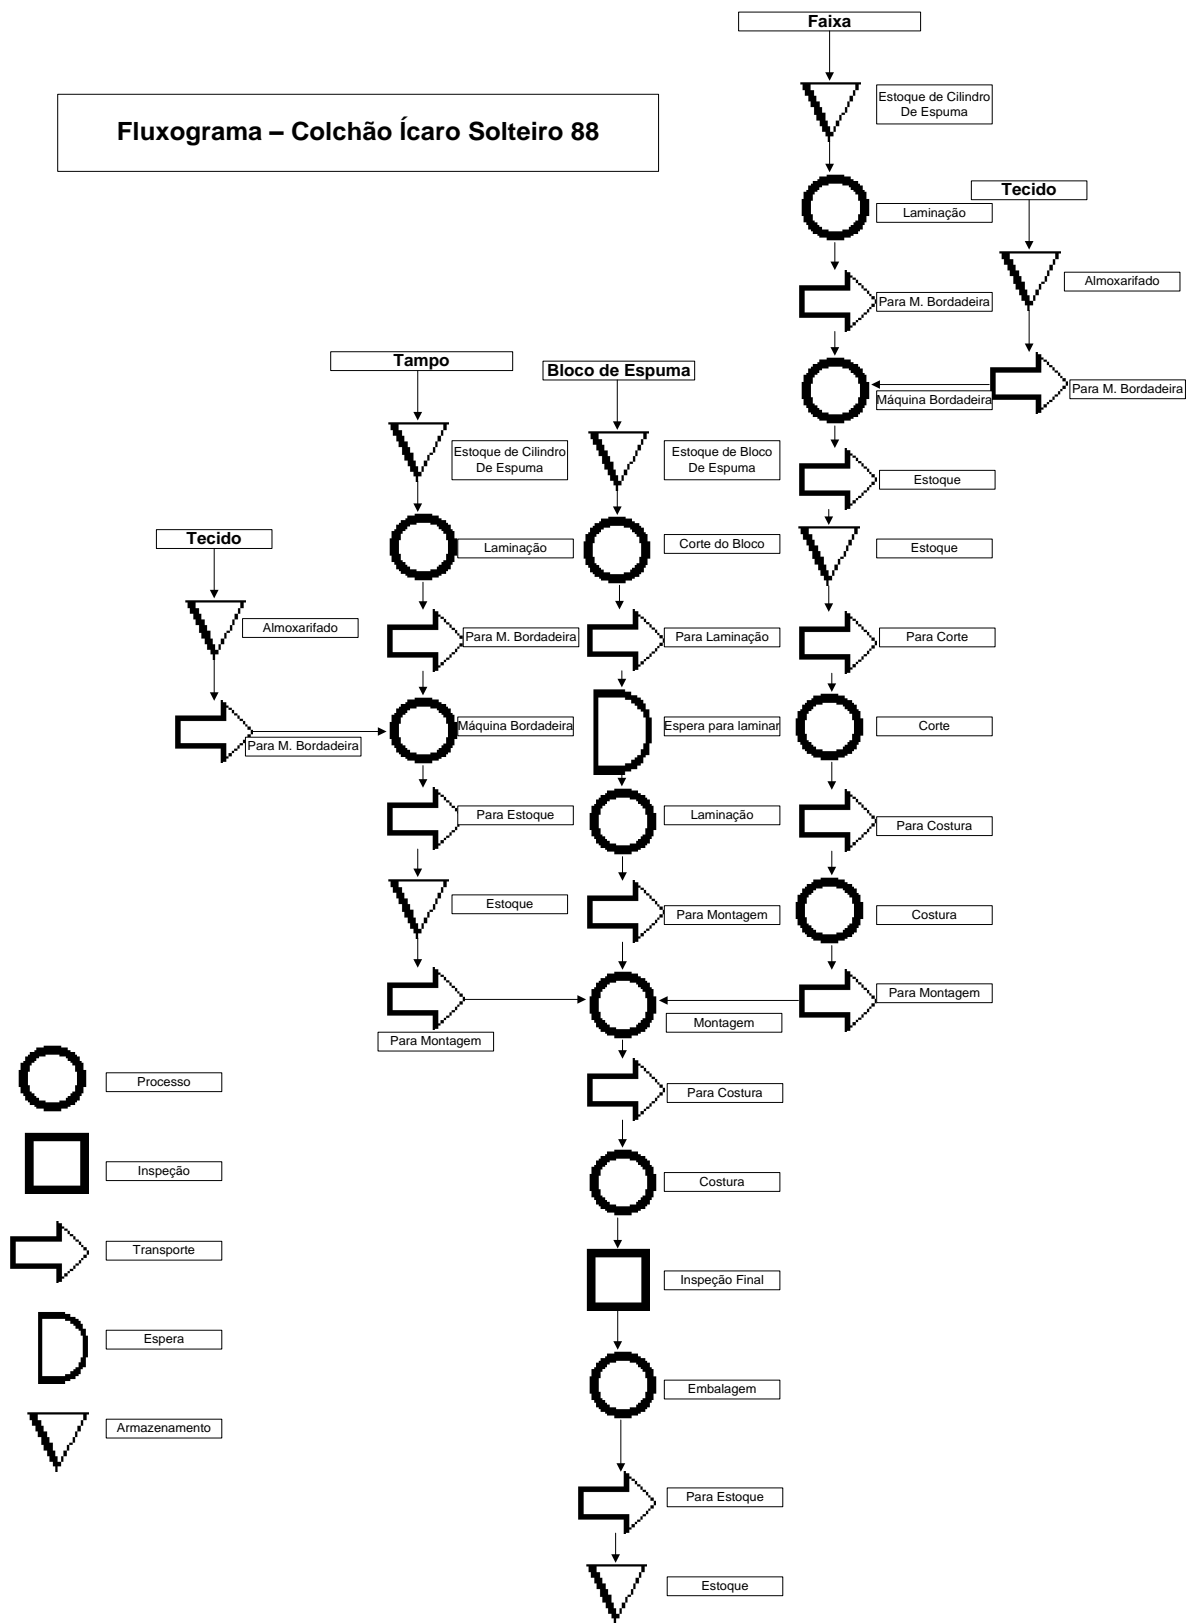 Faixa
Estoque de Cilindro
De Espuma
Fluxograma – Colchão Ícaro Solteiro 88
Tecido
Laminação
Almoxarifado
Para M. Bordadeira
Tampo
Bloco de Espuma
Máquina Bordadeira
Para M. Bordadeira
Estoque de Cilindro
De Espuma
Estoque de Bloco
De Espuma
Estoque
Tecido
Laminação
Corte do Bloco
Estoque
Almoxarifado
Para M. Bordadeira
Para Laminação
Para Corte
Para M. Bordadeira
Máquina Bordadeira
Espera para laminar
Corte
Para Estoque
Laminação
Para Costura
Estoque
Para Montagem
Costura
Para Montagem
Montagem
Para Montagem
Processo
Para Costura
Inspeção
Costura
Transporte
Inspeção Final
Espera
Embalagem
Armazenamento
Para Estoque
Estoque